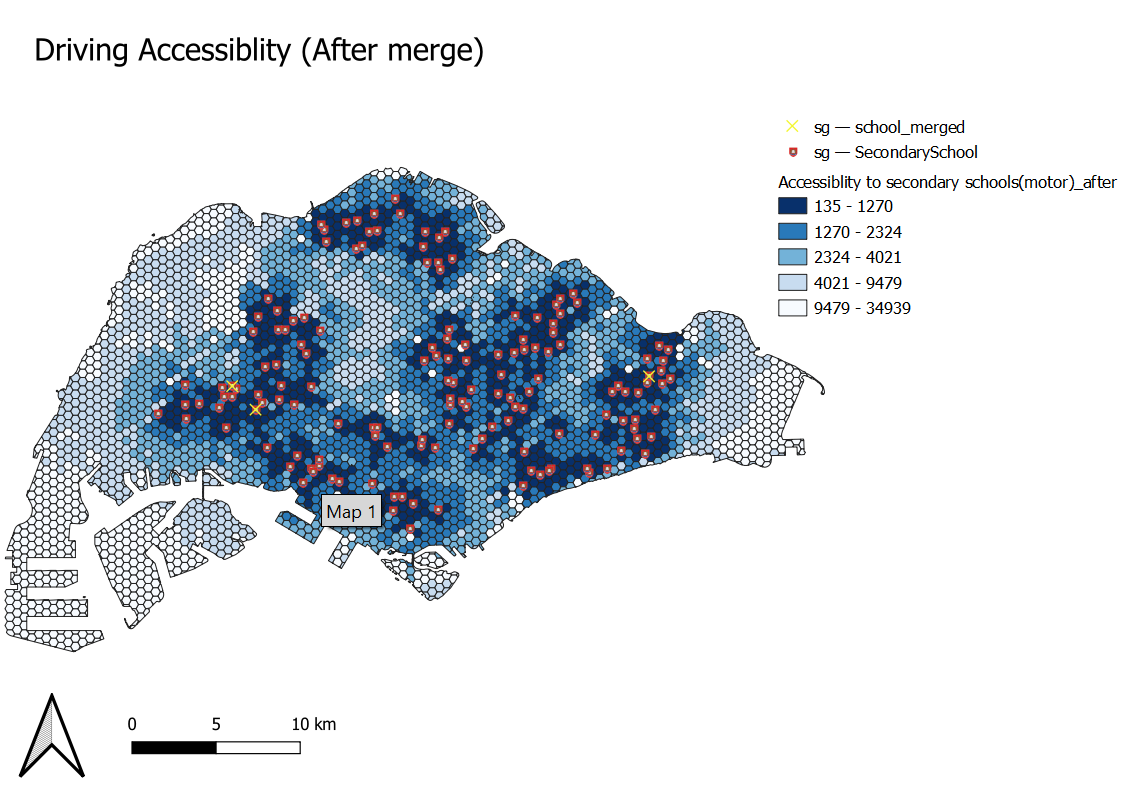 Driving Accessiblity (After merge)
sg — school_merged
sg — SecondarySchool
Accessiblity to secondary schools(motor)_after
135 - 1270
1270 - 2324
2324 - 4021
4021 - 9479
9479 - 34939
Map 1
0 5 10 km